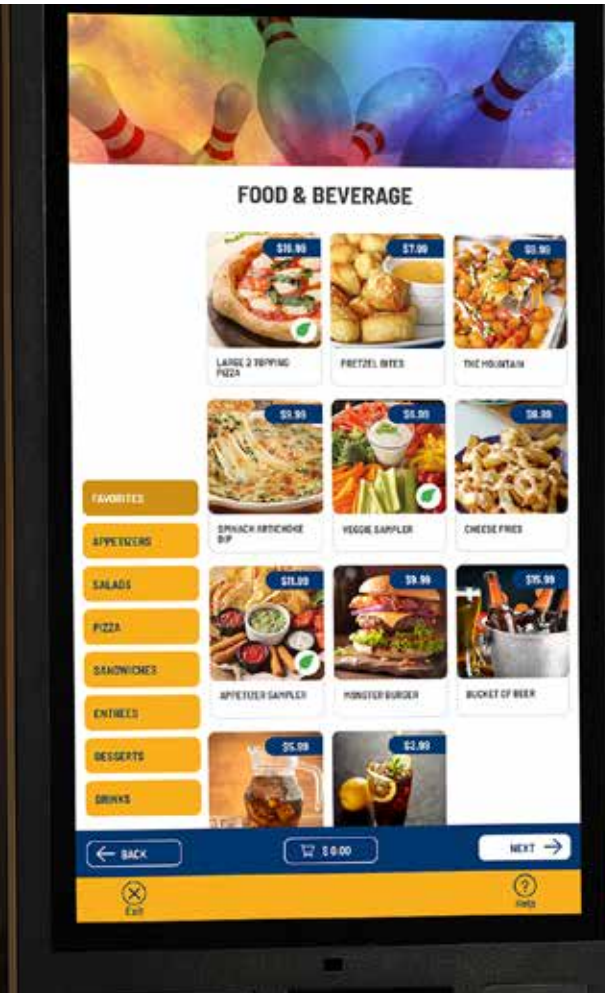 FOOD & BEVERAGE
$7.99
LARGE 2 TOPPING
PIZZA
PRETZEL BITES
THE MOUNTAIN
$9.99
FAVORITES
SPINACH ARTICHOKE
DIP
VEGGIE SAMPLER
CHEESE FRIES
APPETIZERS
SALADS
$11.99
$9.99
$15.99
PIZZA
SANDWICHES
APPETIZER SAMPLER
MONSTER BURGER
BUCKET OF BEER
ENTREES
DESSERTS
$5.99
DRINKS
← BACK
$ 0.00
NEXT →
Exit
?
Help